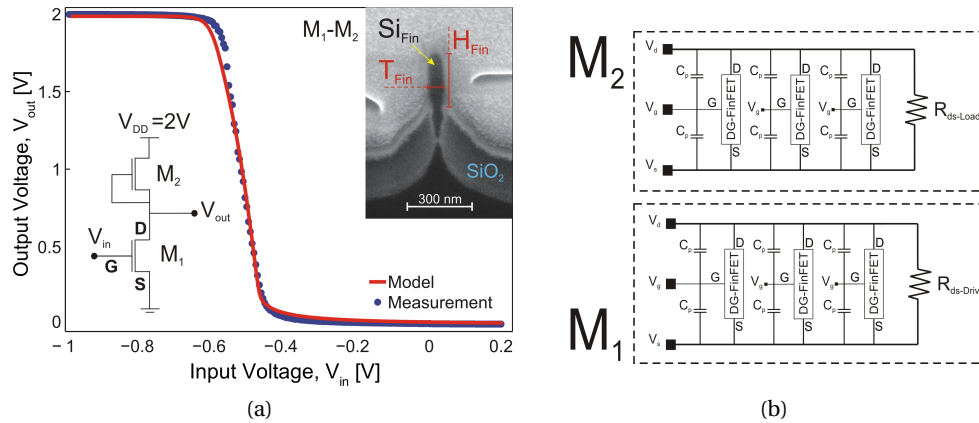 Output Voltage, Vout [V]
2
1.5
1
0.5
0
−1
−0.8
−0.6
−0.4
−0.2
0
0.2
Input Voltage, Vin [V]
M1-M2
VDD=2V
M2
Vout
Vin
D
M1
G
S
Model
Measurement
SiFin
HFin
TFin
SiO2
300 nm
(a)
M2
Vd
Cp
D
Cp
D
Cp
D
Vg
G
DG-FinFET
Vg
G
DG-FinFET
Vg
G
DG-FinFET
Rds-Load
Cp
S
Cp
S
Cp
S
Vs
M1
Vd
Cp
D
Cp
D
Cp
D
Vg
G
DG-FinFET
Vg
G
DG-FinFET
Vg
G
DG-FinFET
Rds-Driv
Cp
S
Cp
S
Cp
S
Vs
(b)